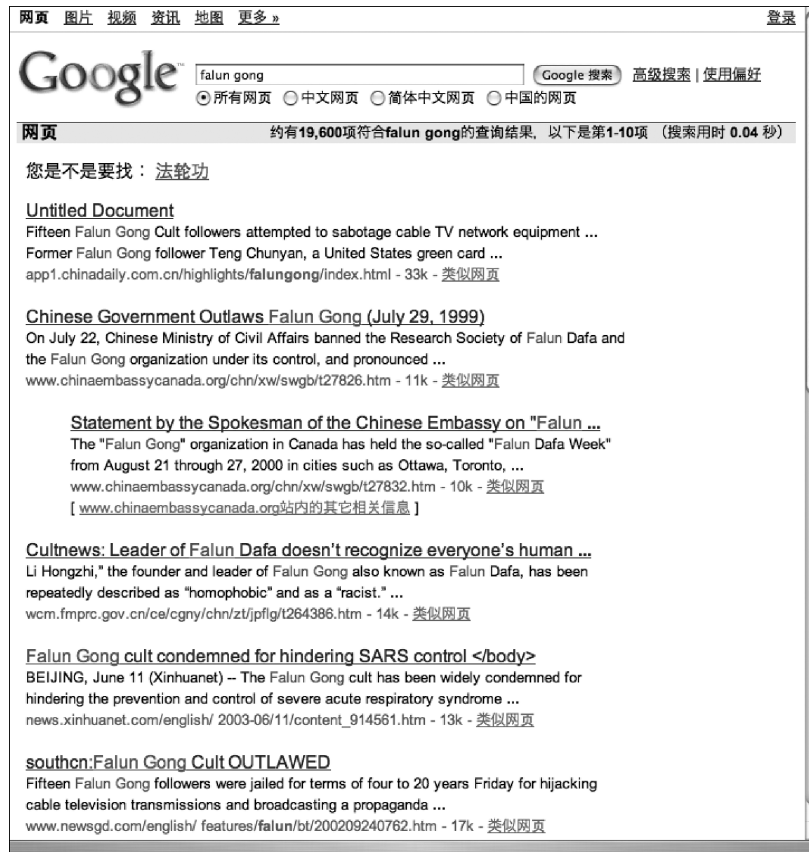 网页 图片 视频 资讯 地图 更多 » 登录
Google™ falun gong Google 搜索 高级搜索 | 使用偏好
所有网页 中文网页 简体中文网页 中国的网页
网页 约有19,600项符合falun gong的查询结果, 以下是第1-10项 (搜索用时 0.04 秒)
您是不是要找： 法轮功
Untitled Document
Fifteen Falun Gong Cult followers attempted to sabotage cable TV network equipment ...
Former Falun Gong follower Teng Chunyan, a United States green card ...
app1.chinadaily.com.cn/highlights/falungong/index.html - 33k - 类似网页
Chinese Government Outlaws Falun Gong (July 29, 1999)
On July 22, Chinese Ministry of Civil Affairs banned the Research Society of Falun Dafa and
the Falun Gong organization under its control, and pronounced ...
www.chinaembassycanada.org/chn/xw/swgb/t27826.htm - 11k - 类似网页
Statement by the Spokesman of the Chinese Embassy on "Falun ...
The "Falun Gong" organization in Canada has held the so-called "Falun Dafa Week"
from August 21 through 27, 2000 in cities such as Ottawa, Toronto, ...
www.chinaembassycanada.org/chn/xw/swgb/t27832.htm - 10k - 类似网页
[ www.chinaembassycanada.org站内的其它相关信息 ]
Cultnews: Leader of Falun Dafa doesn't recognize everyone's human ...
Li Hongzhi," the founder and leader of Falun Gong also known as Falun Dafa, has been
repeatedly described as “homophobic” and as a “racist.” ...
wcm.fmprc.gov.cn/ce/cgny/chn/zt/jpflg/t264386.htm - 14k - 类似网页
Falun Gong cult condemned for hindering SARS control </body>
BEIJING, June 11 (Xinhuanet) -- The Falun Gong cult has been widely condemned for
hindering the prevention and control of severe acute respiratory syndrome ...
news.xinhuanet.com/english/ 2003-06/11/content_914561.htm - 13k - 类似网页
southcn:Falun Gong Cult OUTLAWED
Fifteen Falun Gong followers were jailed for terms of four to 20 years Friday for hijacking
cable television transmissions and broadcasting a propaganda ...
www.newsgd.com/english/ features/falun/bt/200209240762.htm - 17k - 类似网页